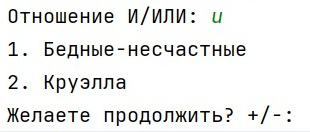 Отношение И/ИЛИ: и
1. Бедные-несчастные
2. Круэлла
Желаете продолжить? +/-: